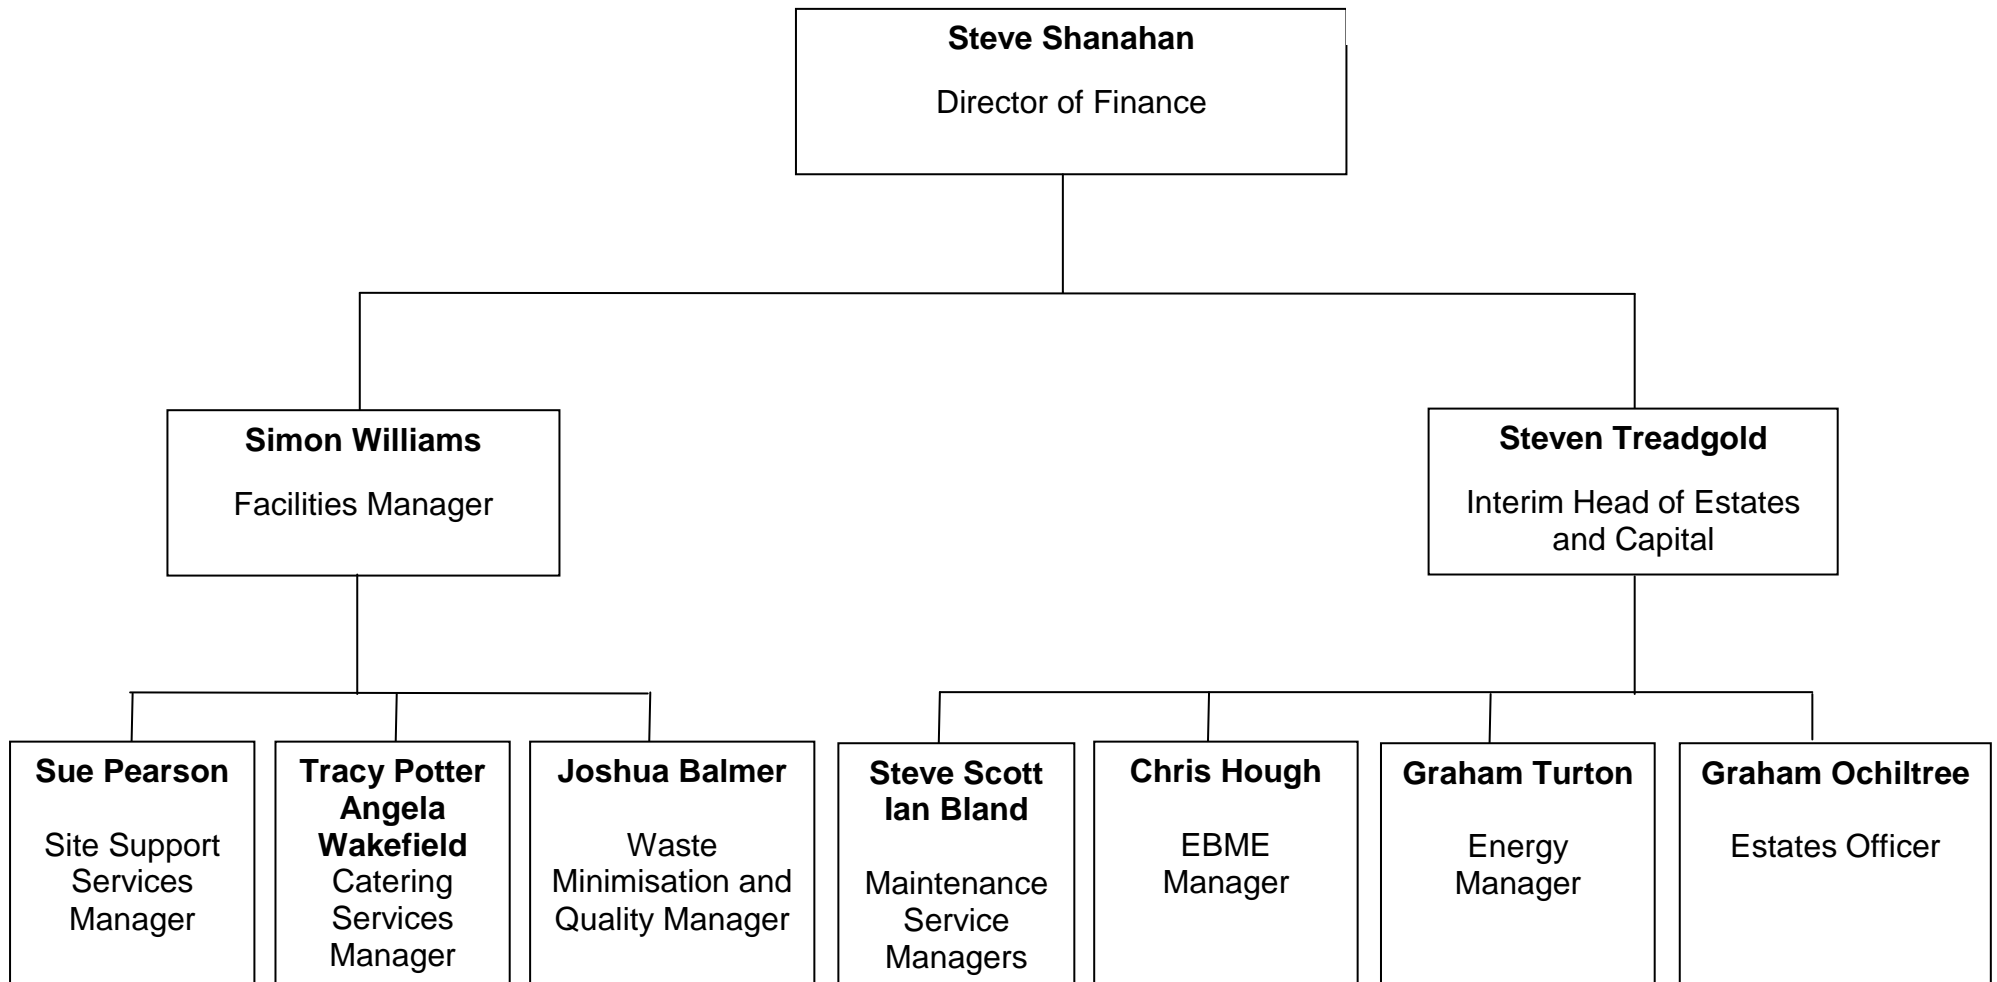 Steve Shanahan
Director of Finance
Simon Williams
Facilities Manager
Steven Treadgold
Interim Head of Estates
and Capital
Sue Pearson
Site Support
Services
Manager
Tracy Potter
Angela
Wakefield
Catering
Services
Manager
Joshua Balmer
Waste
Minimisation and
Quality Manager
Steve Scott
Ian Bland
Maintenance
Service
Managers
Chris Hough
EBME
Manager
Graham Turton
Energy
Manager
Graham Ochiltree
Estates Officer